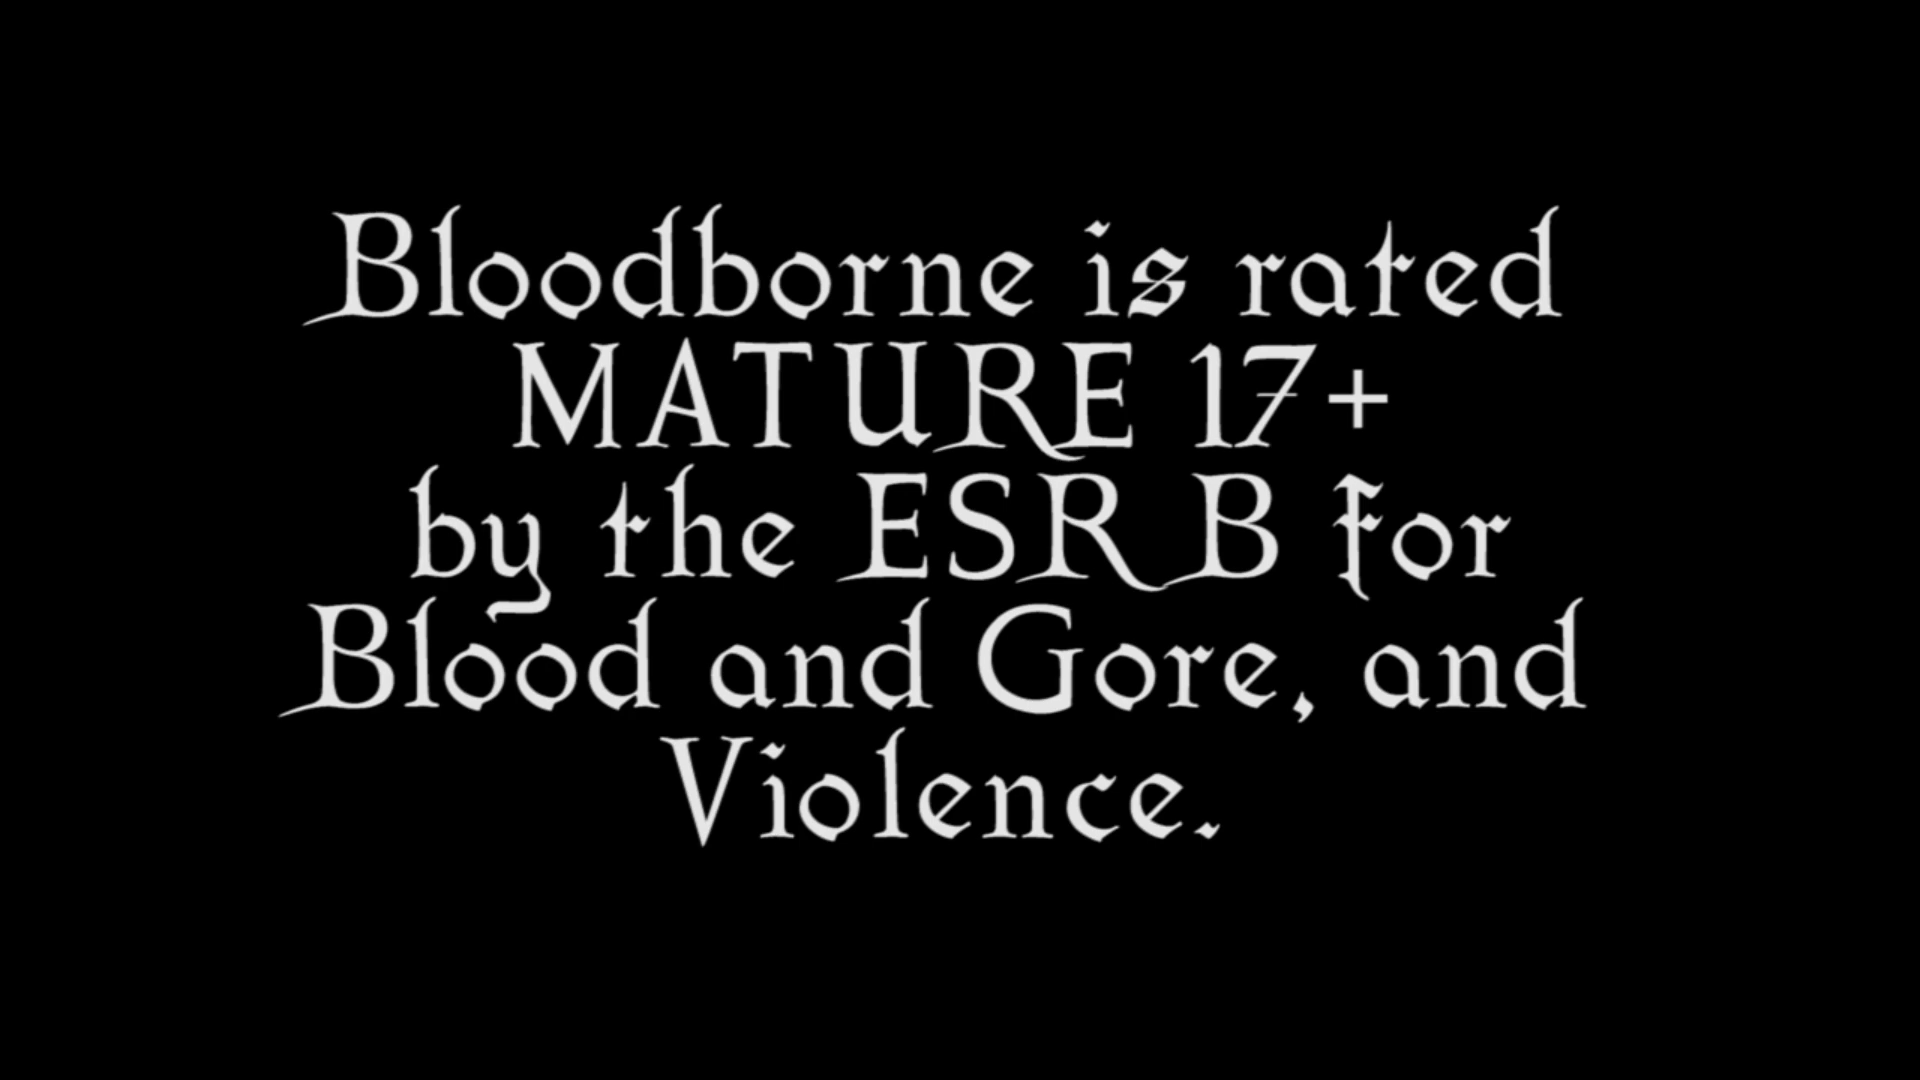 Bloodborne is rated
MATURE 17+
by the ESRB for
Blood and Gore, and
Violence.